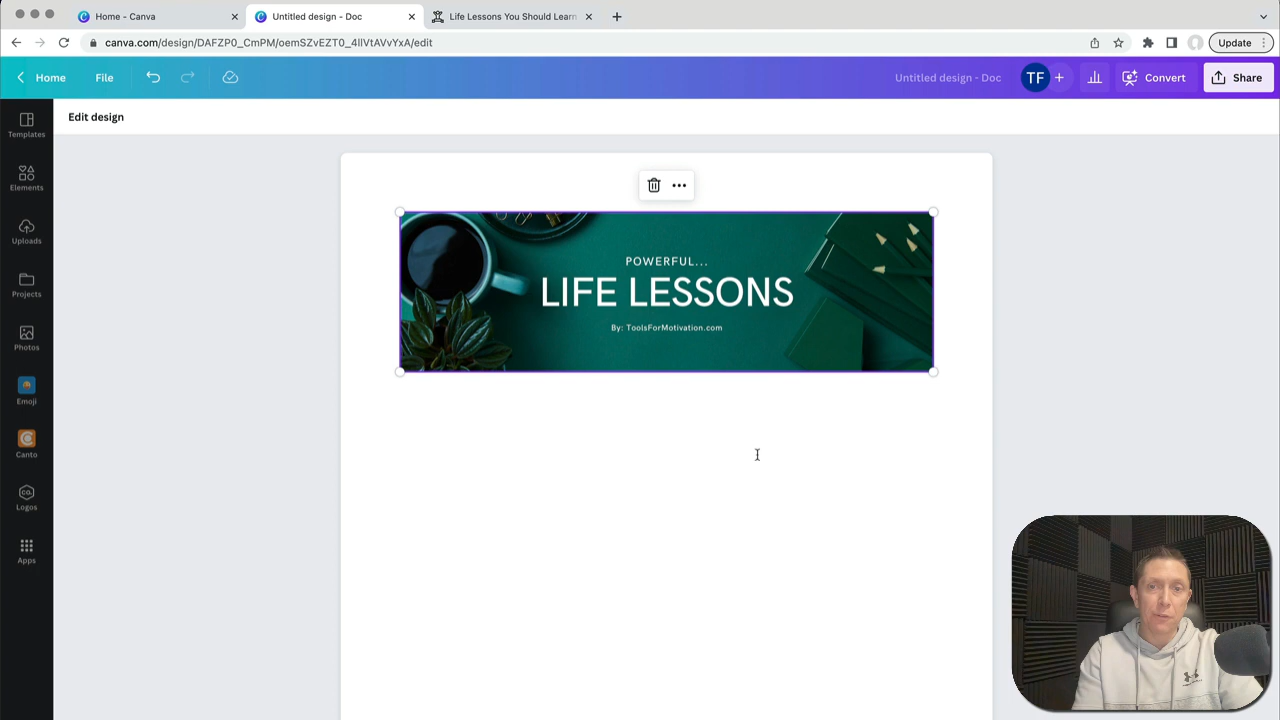 Home - Canva
Untitled design - Doc
Life Lessons You Should Learn
canva.com/design/DAFZP0_CmPM/oemSZvEZT0_4lIVtAVvYxA/edit
Update
Home
File
Untitled design - Doc
TF
Convert
Share
Edit design
Templates
Elements
Uploads
Projects
Photos
Emoji
Canto
Logos
Apps
POWERFUL...
LIFE LESSONS
By: ToolsForMotivation.com